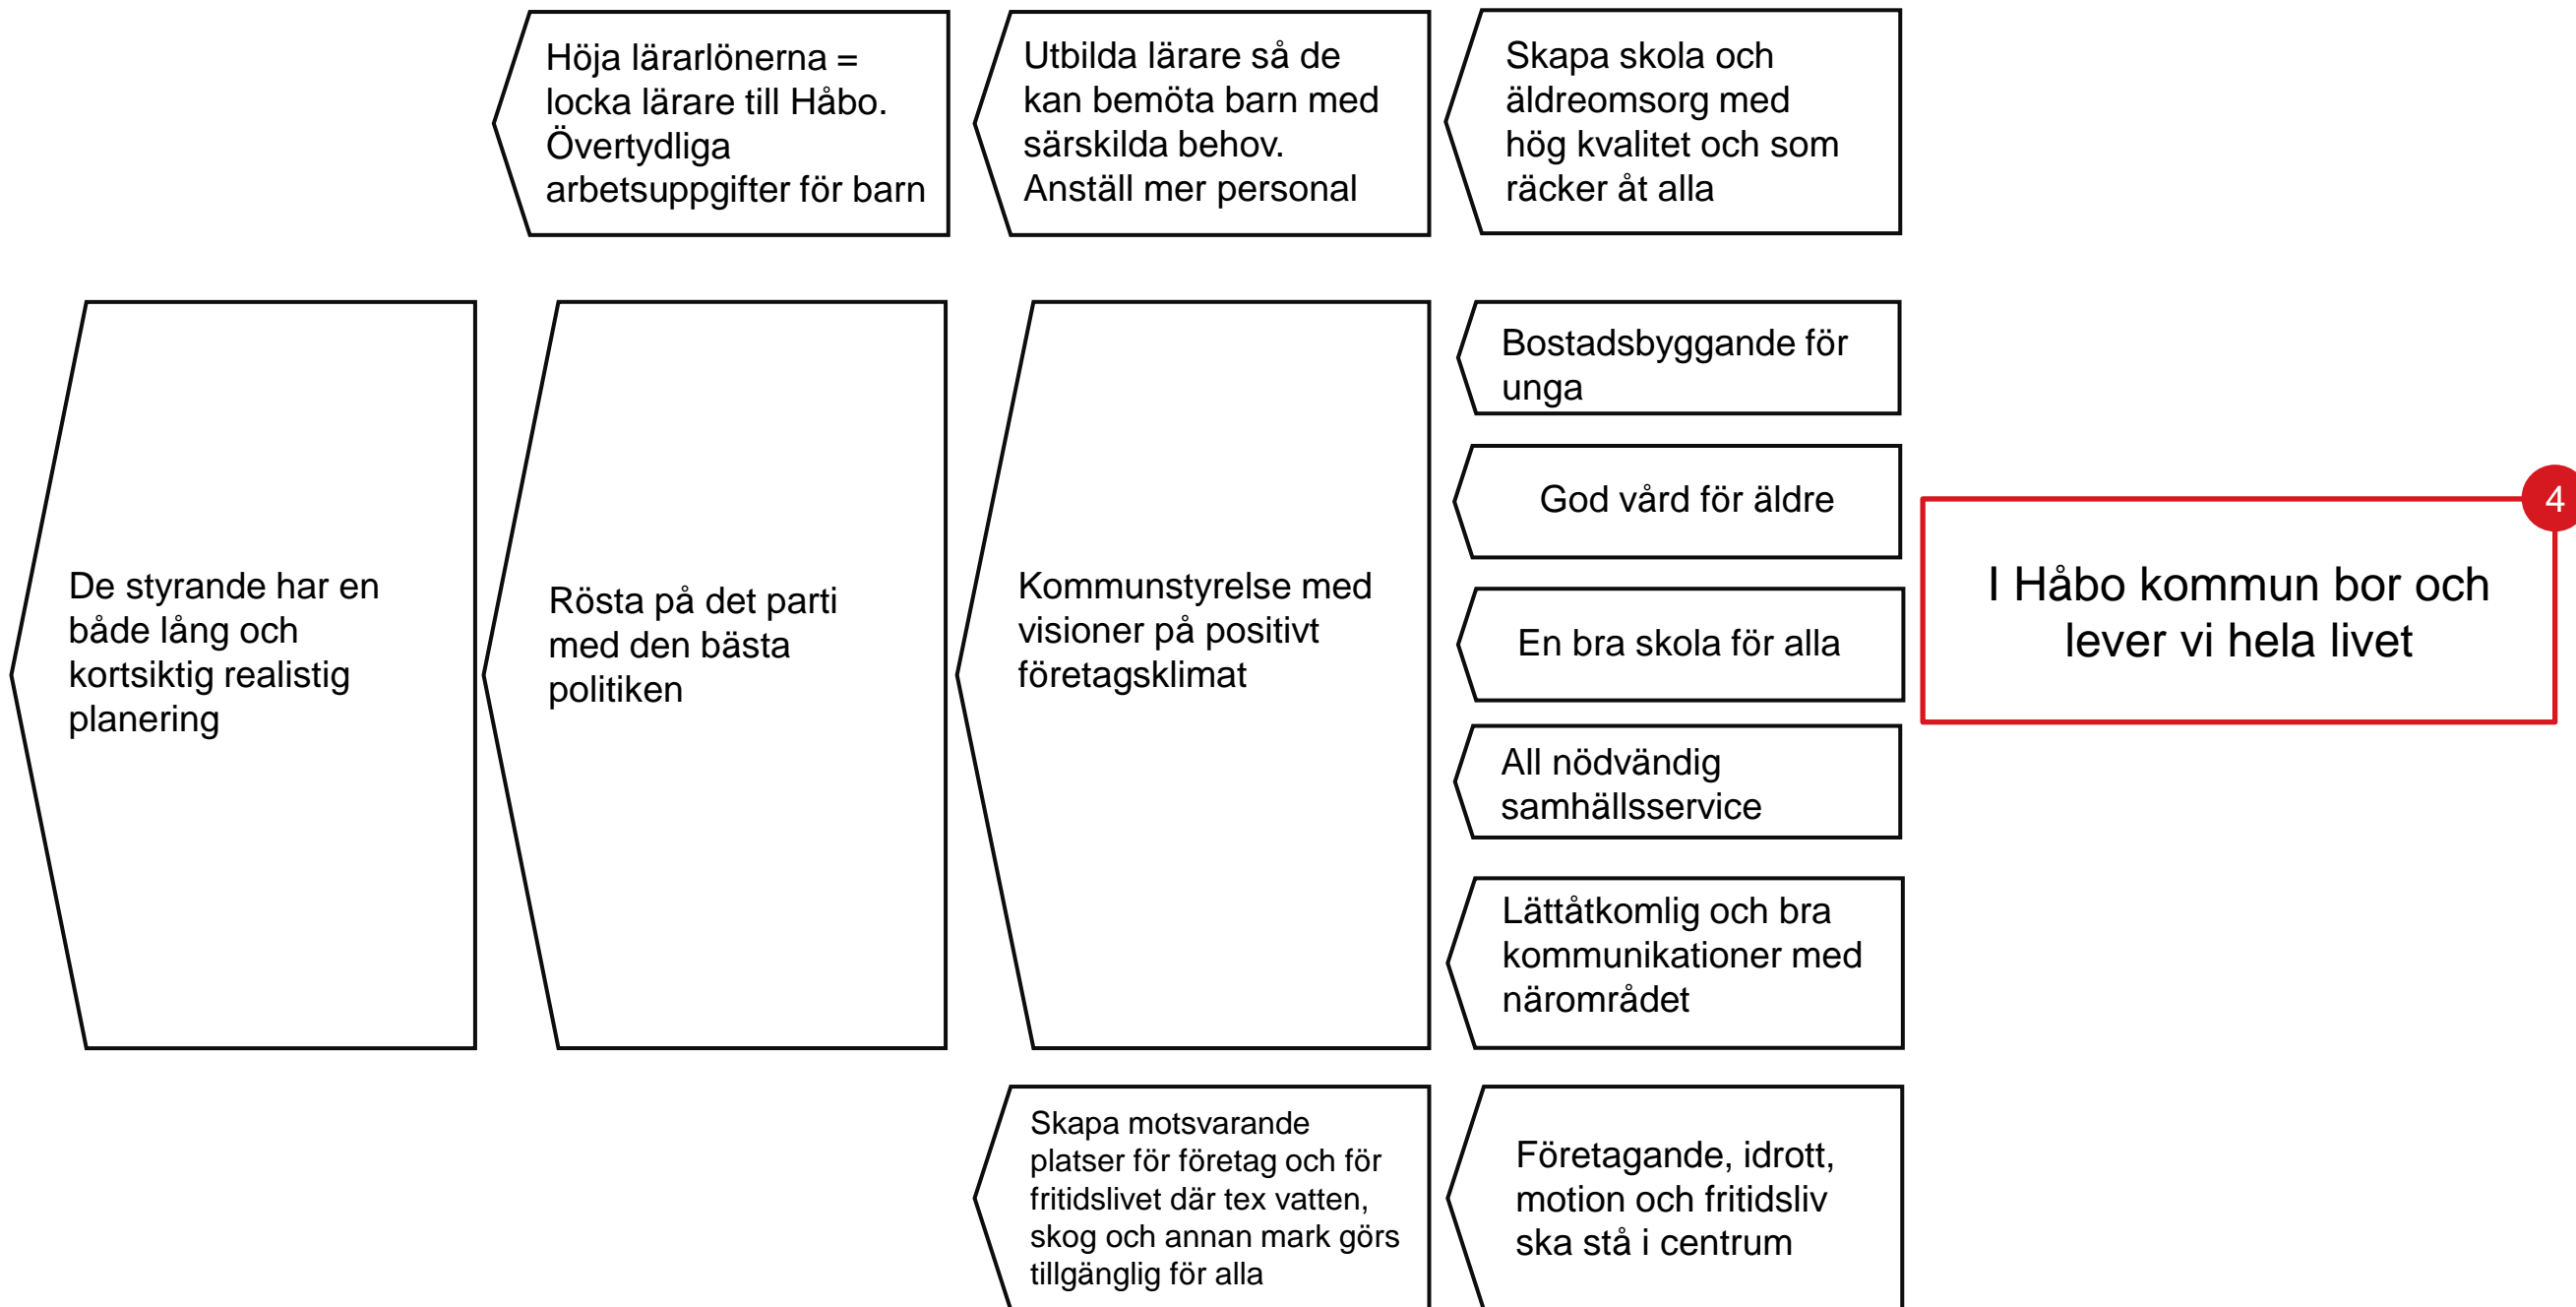 Höja lärarlönerna =
locka lärare till Håbo.
Övertydliga
arbetsuppgifter för barn
Utbilda lärare så de
kan bemöta barn med
särskilda behov.
Anställ mer personal
Skapa skola och
äldreomsorg med
hög kvalitet och som
räcker åt alla
De styrande har en
både lång och
kortsiktig realistig
planering
Rösta på det parti
med den bästa
politiken
Kommunstyrelse med
visioner på positivt
företagsklimat
Bostadsbyggande för
unga
God vård för äldre
En bra skola för alla
All nödvändig
samhällsservice
Lättåtkomlig och bra
kommunikationer med
närområdet
4
I Håbo kommun bor och
lever vi hela livet
Skapa motsvarande
platser för företag och för
fritidslivet där tex vatten,
skog och annan mark görs
tillgänglig för alla
Företagande, idrott,
motion och fritidsliv
ska stå i centrum